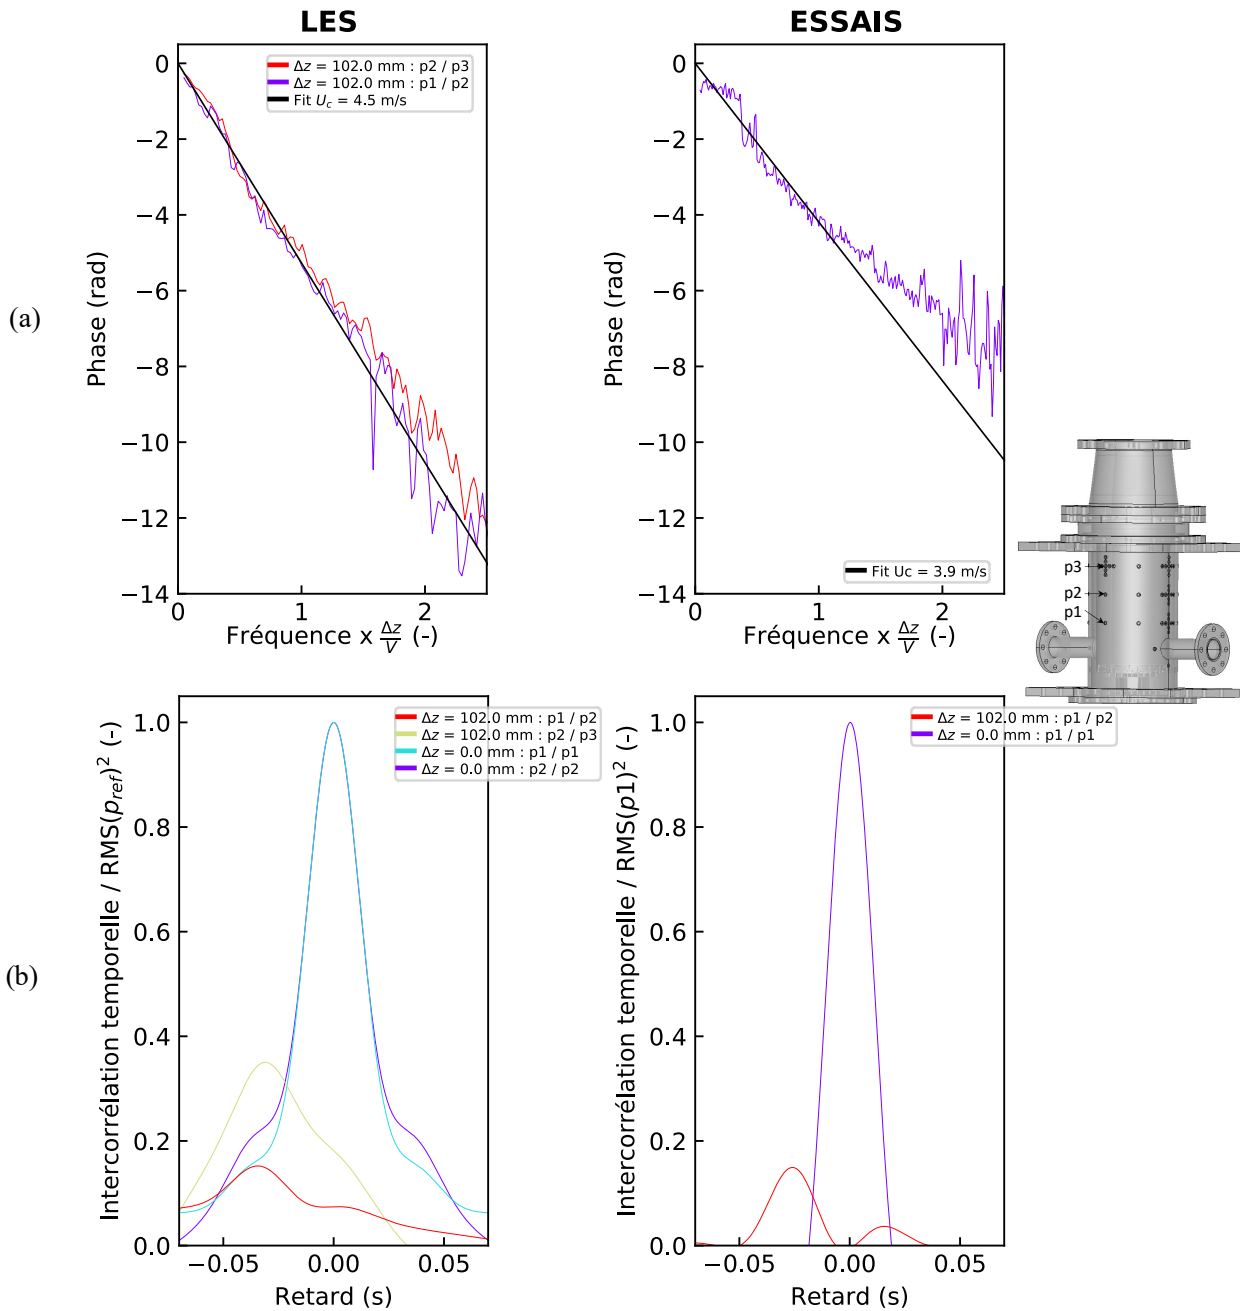 LES
ESSAIS
(a)
0
−2
−4
−6
−8
−10
−12
−14
Phase (rad)
Δz = 102.0 mm : p2 / p3
Δz = 102.0 mm : p1 / p2
Fit U_c = 4.5 m/s
0
1
2
Fréquence x Δz/V (-)
0
−2
−4
−6
−8
−10
−12
−14
Phase (rad)
Fit Uc = 3.9 m/s
0
1
2
Fréquence x Δz/V (-)
p3
p2
p1
(b)
1.0
0.8
0.6
0.4
0.2
0.0
Intercorrélation temporelle / RMS(p_ref)² (-)
Δz = 102.0 mm : p1 / p2
Δz = 102.0 mm : p2 / p3
Δz = 0.0 mm : p1 / p1
Δz = 0.0 mm : p2 / p2
−0.05
0.00
0.05
Retard (s)
1.0
0.8
0.6
0.4
0.2
0.0
Intercorrélation temporelle / RMS(p1)² (-)
Δz = 102.0 mm : p1 / p2
Δz = 0.0 mm : p1 / p1
−0.05
0.00
0.05
Retard (s)